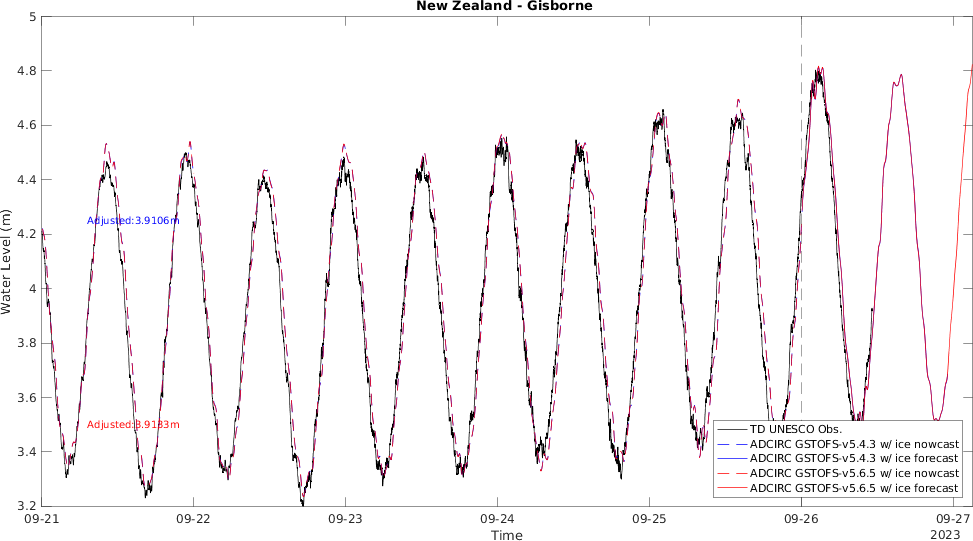 New Zealand - Gisborne
5
4.8
4.6
4.4
4.2
4
3.8
3.6
3.4
3.2
Water Level (m)
Adjusted:3.9106m
Adjusted:3.9133m
TD UNESCO Obs.
ADCIRC GSTOFS-v5.4.3 w/ ice nowcast
ADCIRC GSTOFS-v5.4.3 w/ ice forecast
ADCIRC GSTOFS-v5.6.5 w/ ice nowcast
ADCIRC GSTOFS-v5.6.5 w/ ice forecast
09-21 09-22 09-23 09-24 09-25 09-26 09-27
Time
2023